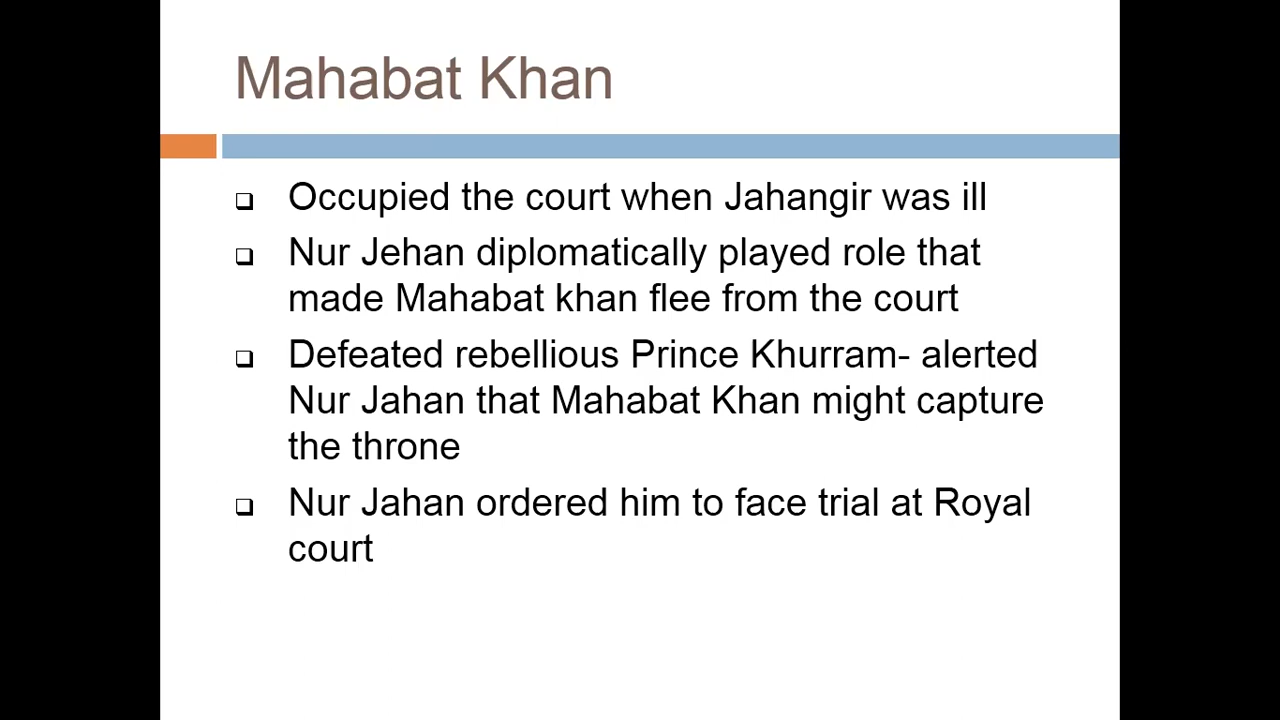 Mahabat Khan
❑ Occupied the court when Jahangir was ill
❑ Nur Jehan diplomatically played role that
made Mahabat khan flee from the court
❑ Defeated rebellious Prince Khurram- alerted
Nur Jahan that Mahabat Khan might capture
the throne
❑ Nur Jahan ordered him to face trial at Royal
court